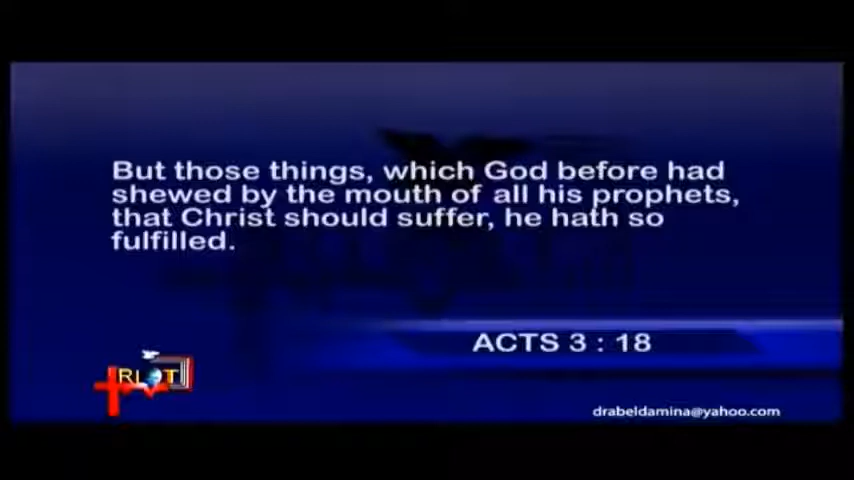 But those things, which God before had
shewed by the mouth of all his prophets,
that Christ should suffer, he hath so
fulfilled.
ACTS 3 : 18
RIOT
drabeldamina@yahoo.com